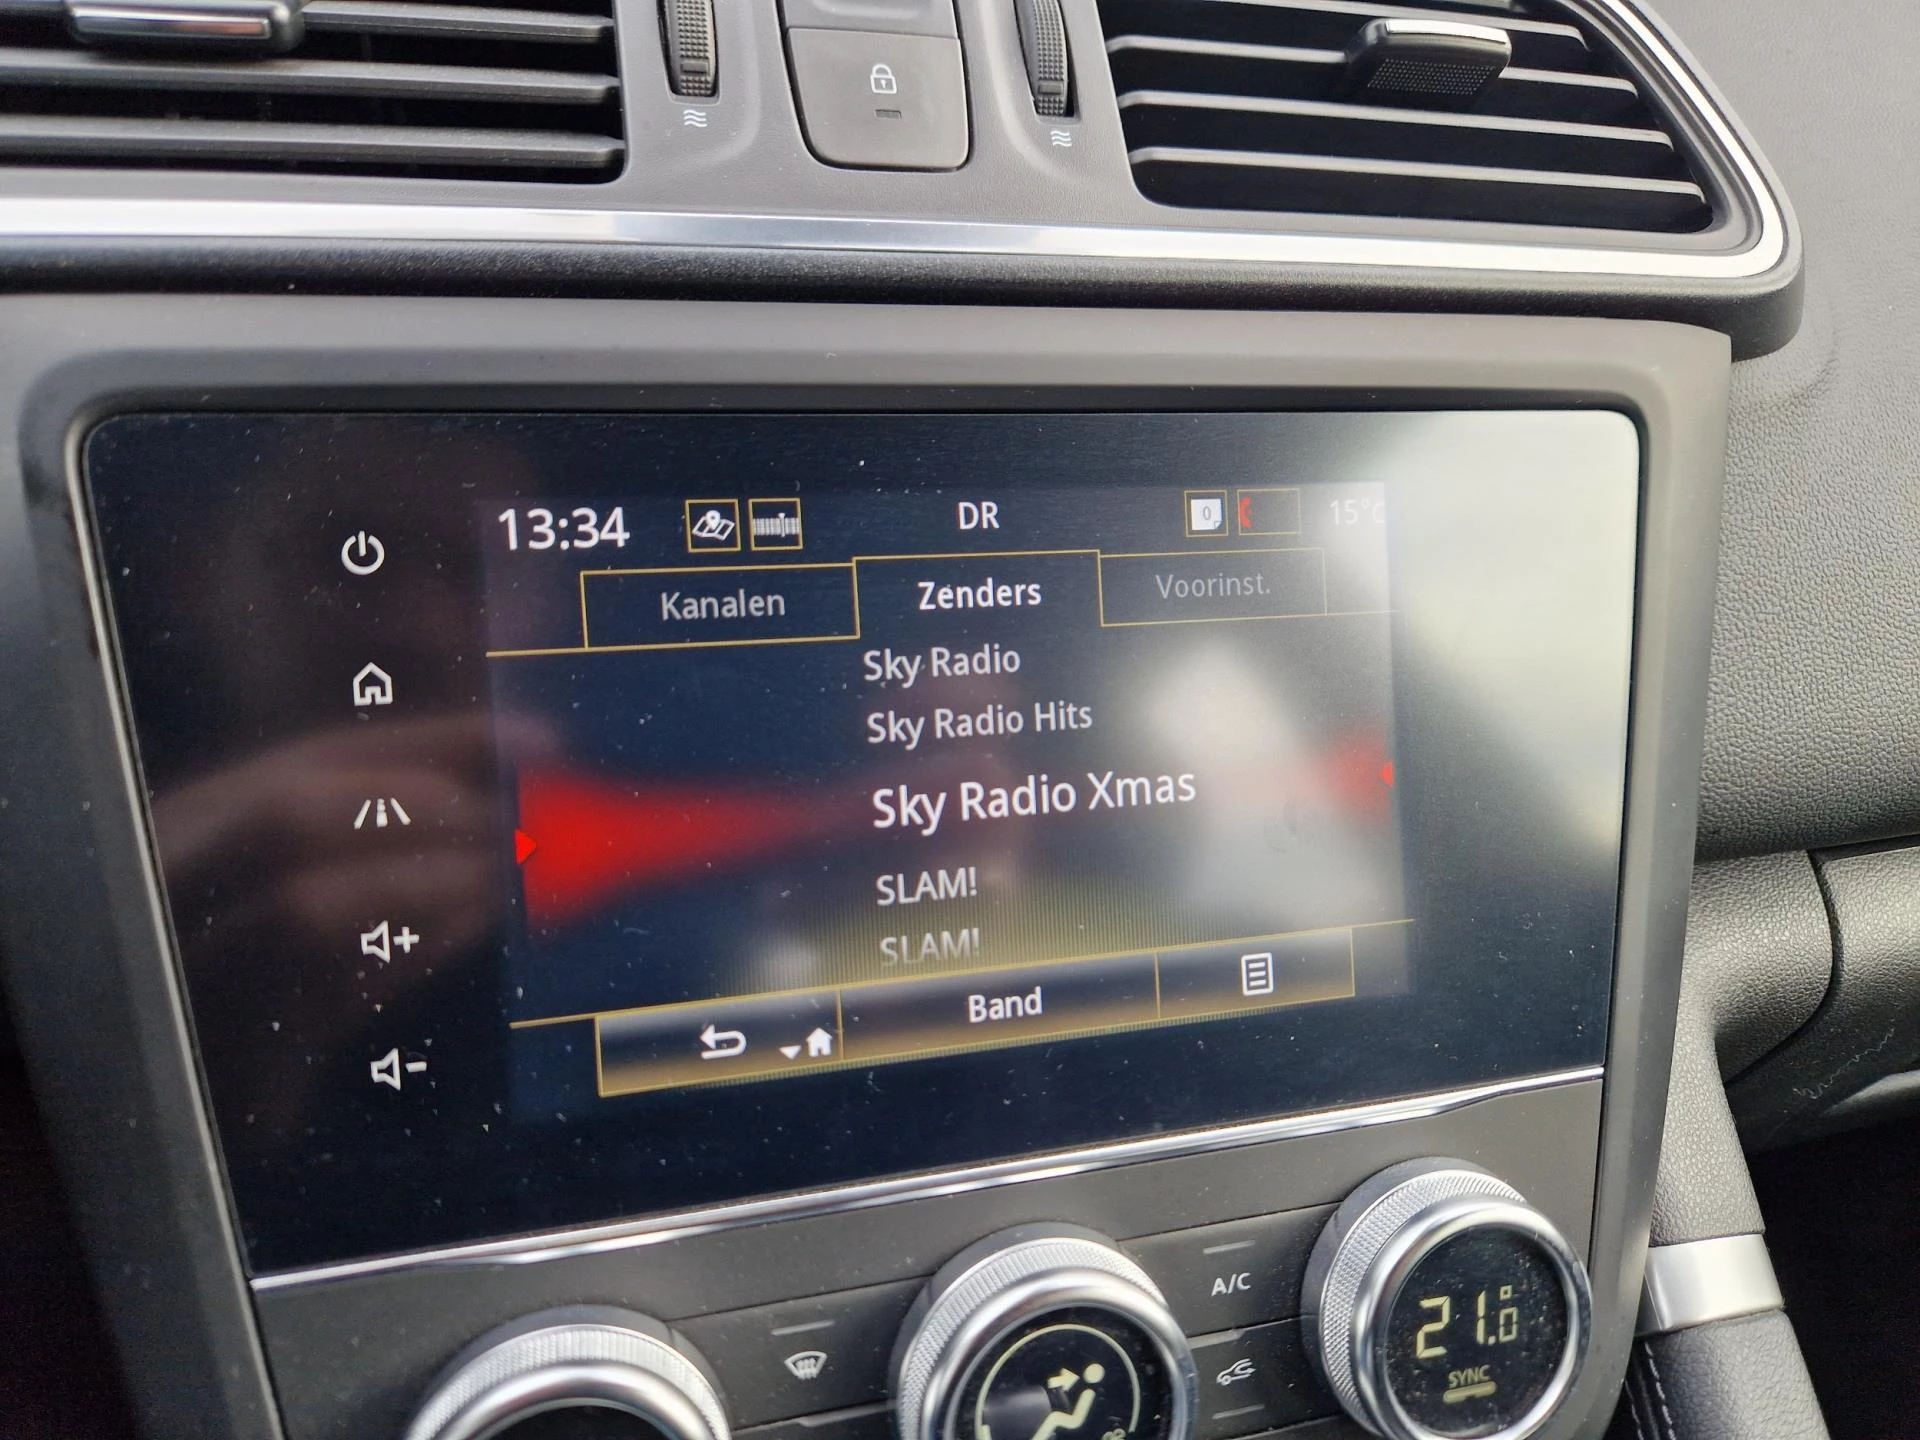 13:34 DR 0 15°C
Kanalen Zenders Voorinst.
Sky Radio
Sky Radio Hits
Sky Radio Xmas
SLAM!
SLAM!
Band
A/C
21.0
SYNC